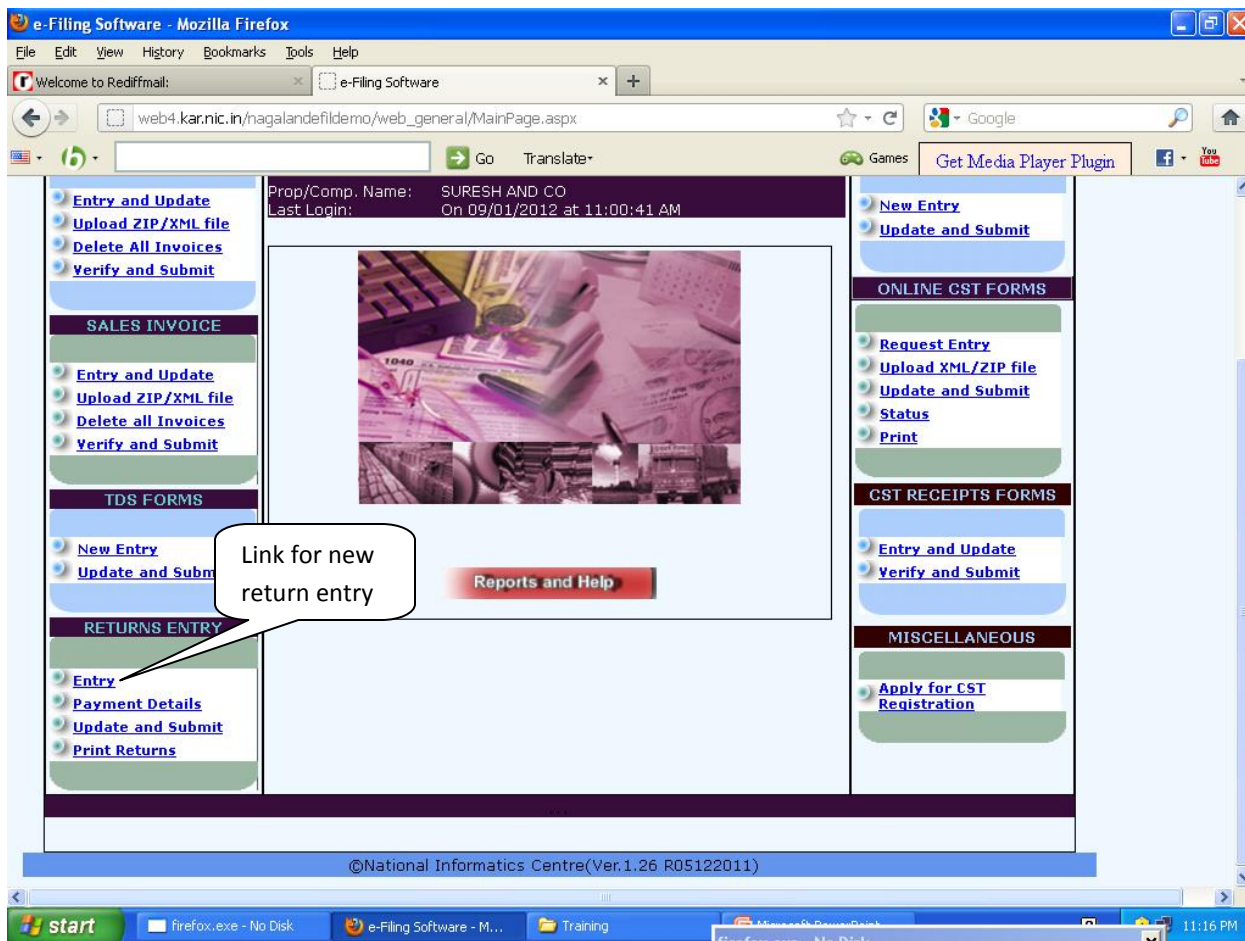 e-Filing Software - Mozilla Firefox
File Edit View History Bookmarks Tools Help
Welcome to Rediffmail:
e-Filing Software
web4.kar.nic.in/nagalandefildemo/web_general/MainPage.aspx
Google
Go
Translate
Games
Get Media Player Plugin
You Tube
Entry and Update
Upload ZIP/XML file
Delete All Invoices
Verify and Submit
SALES INVOICE
Entry and Update
Upload ZIP/XML file
Delete all Invoices
Verify and Submit
TDS FORMS
New Entry
Update and Subm
RETURNS ENTRY
Entry
Payment Details
Update and Submit
Print Returns
Link for new
return entry
Prop/Comp. Name: SURESH AND CO
Last Login: On 09/01/2012 at 11:00:41 AM
1040
Reports and Help
New Entry
Update and Submit
ONLINE CST FORMS
Request Entry
Upload XML/ZIP file
Update and Submit
Status
Print
CST RECEIPTS FORMS
Entry and Update
Verify and Submit
MISCELLANEOUS
Apply for CST
Registration
...
©National Informatics Centre(Ver.1.26 R05122011)
start
firefox.exe - No Disk
e-Filing Software - M...
Training
11:16 PM